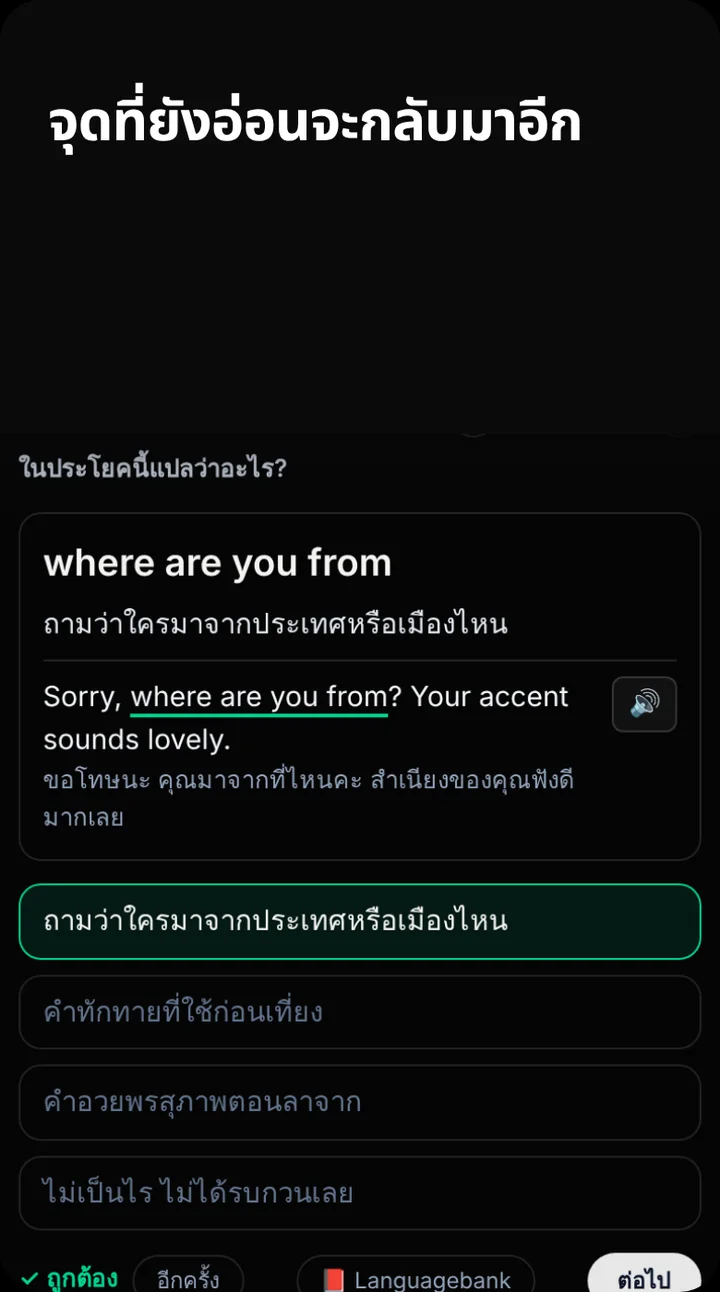 จุดที่ยังอ่อนจะกลับมาอีก
ในประโยคนี้แปลว่าอะไร?
where are you from
ถามว่าใครมาจากประเทศหรือเมืองไหน
Sorry, where are you from? Your accent
sounds lovely.
ขอโทษนะ คุณมาจากที่ไหนคะ สำเนียงของคุณฟังดี
มากเลย
ถามว่าใครมาจากประเทศหรือเมืองไหน
คำทักทายที่ใช้ก่อนเที่ยง
คำอวยพรสุภาพตอนลาจาก
ไม่เป็นไร ไม่ได้รบกวนเลย
✓ ถูกต้อง อีกครั้ง 📕 Languagebank ต่อไป